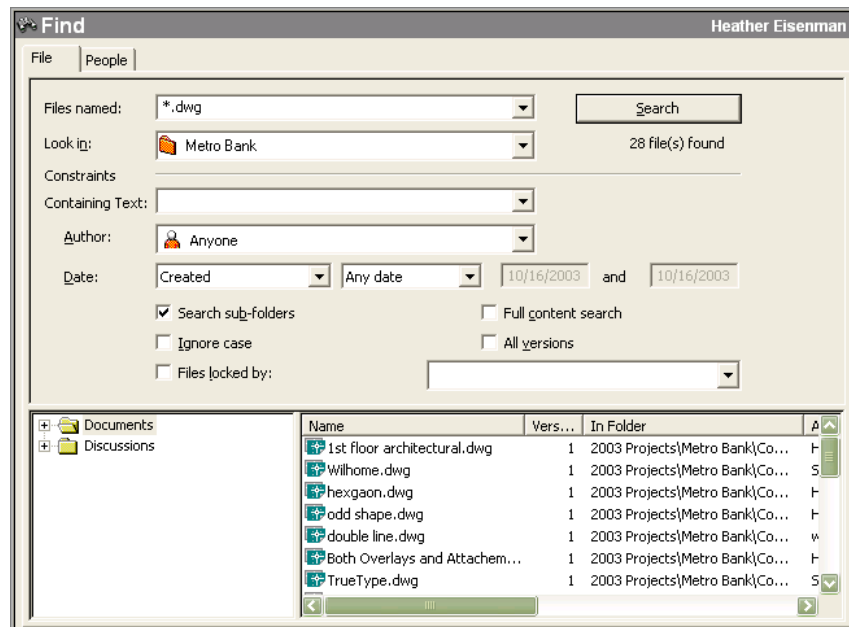 Find
Heather Eisenman
File
People
Files named:
*.dwg
Search
Look in:
Metro Bank
28 file(s) found
Constraints
Containing Text:
Author:
Anyone
Date:
Created
Any date
10/16/2003
and
10/16/2003
Search sub-folders
Full content search
Ignore case
All versions
Files locked by:
Documents
Discussions
Name Vers... In Folder A
1st floor architectural.dwg 1 2003 Projects\Metro Bank\Co... H
Wilhome.dwg 1 2003 Projects\Metro Bank\Co... S
hexgaon.dwg 1 2003 Projects\Metro Bank\Co... H
odd shape.dwg 1 2003 Projects\Metro Bank\Co... H
double line.dwg 1 2003 Projects\Metro Bank\Co... w
Both Overlays and Attachem... 1 2003 Projects\Metro Bank\Co... H
TrueType.dwg 1 2003 Projects\Metro Bank\Co... S